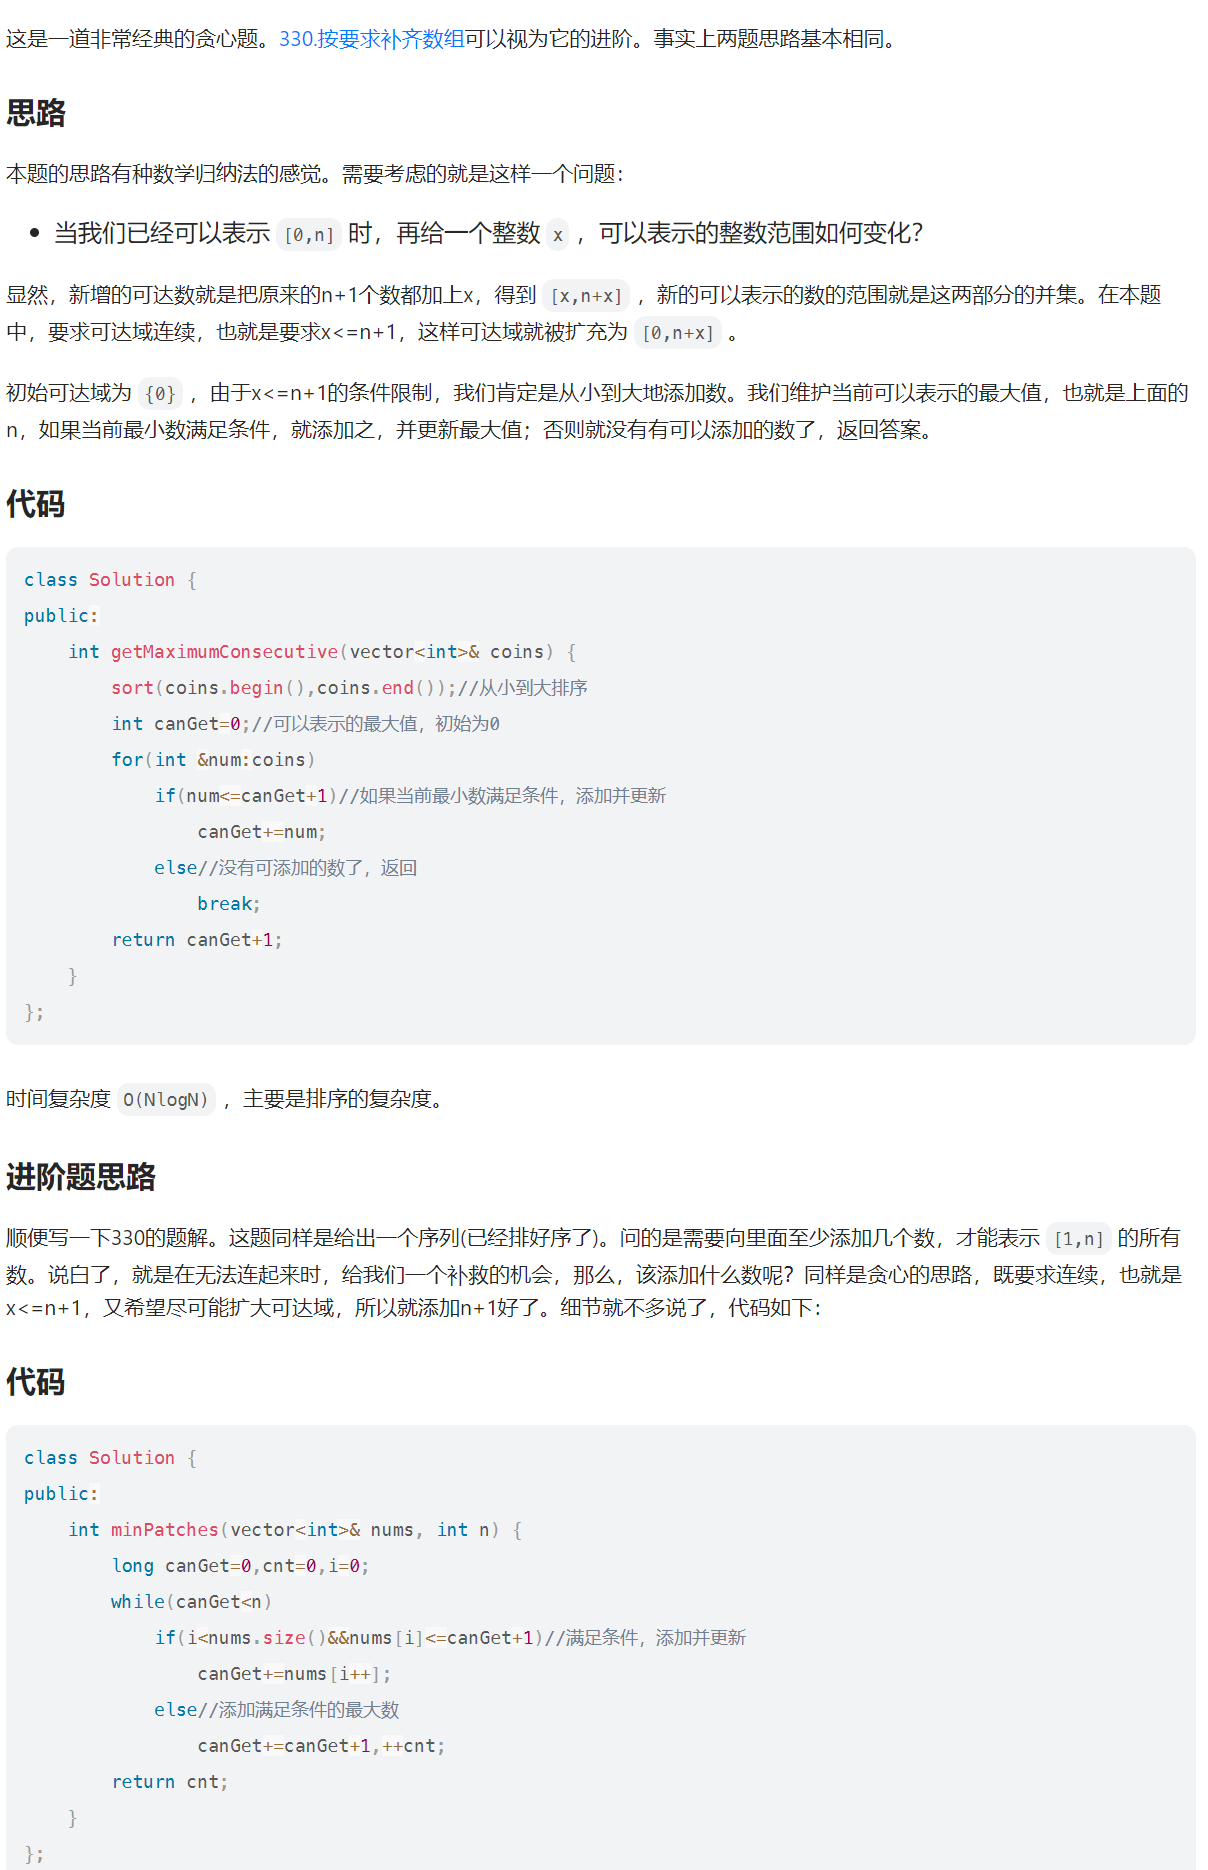 这是一道非常经典的贪心题。330.按要求补齐数组可以视为它的进阶。事实上两题思路基本相同。
思路
本题的思路有种数学归纳法的感觉。需要考虑的就是这样一个问题：
• 当我们已经可以表示 [0,n] 时，再给一个整数 x ，可以表示的整数范围如何变化？
显然，新增的可达数就是把原来的n+1个数都加上x，得到 [x,n+x] ，新的可以表示的数的范围就是这两部分的并集。在本题
中，要求可达域连续，也就是要求x<=n+1，这样可达域就被扩充为 [0,n+x] 。
初始可达域为 {0} ，由于x<=n+1的条件限制，我们肯定是从小到大地添加数。我们维护当前可以表示的最大值，也就是上面的
n，如果当前最小数满足条件，就添加之，并更新最大值；否则就没有有可以添加的数了，返回答案。
代码
class Solution {
public:
    int getMaximumConsecutive(vector<int>& coins) {
        sort(coins.begin(),coins.end());//从小到大排序
        int canGet=0;//可以表示的最大值，初始为0
        for(int &num:coins)
            if(num<=canGet+1)//如果当前最小数满足条件，添加并更新
                canGet+=num;
            else//没有可添加的数了，返回
                break;
        return canGet+1;
    }
};
时间复杂度 O(NlogN) ，主要是排序的复杂度。
进阶题思路
顺便写一下330的题解。这题同样是给出一个序列(已经排好序了)。问的是需要向里面至少添加几个数，才能表示 [1,n] 的所有
数。说白了，就是在无法连起来时，给我们一个补救的机会，那么，该添加什么数呢？同样是贪心的思路，既要求连续，也就是
x<=n+1，又希望尽可能扩大可达域，所以就添加n+1好了。细节就不多说了，代码如下：
代码
class Solution {
public:
    int minPatches(vector<int>& nums, int n) {
        long canGet=0,cnt=0,i=0;
        while(canGet<n)
            if(i<nums.size()&&nums[i]<=canGet+1)//满足条件，添加并更新
                canGet+=nums[i++];
            else//添加满足条件的最大数
                canGet+=canGet+1,++cnt;
        return cnt;
    }
};